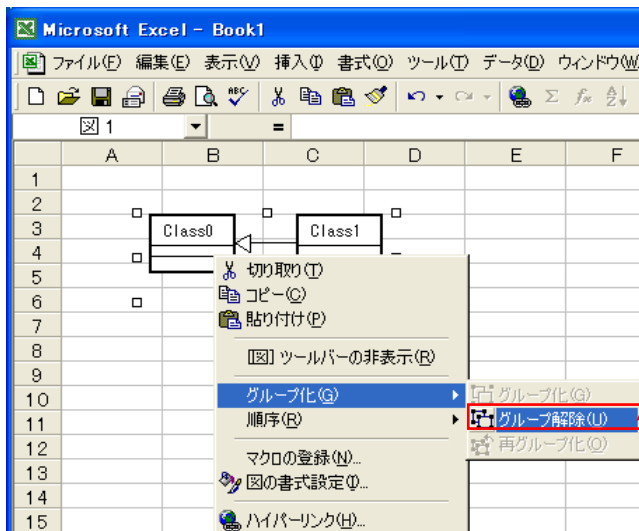 Microsoft Excel - Book1
ファイル(F) 編集(E) 表示(V) 挿入(I) 書式(O) ツール(T) データ(D) ウィンドウ(W
図 1 =
A B C D E F
1
2
3
4
5
6
7
8
9
10
11
12
13
14
15
Class0 Class1
切り取り(T)
コピー(C)
貼り付け(P)
[図] ツールバーの非表示(R)
グループ化(G)
順序(R)
マクロの登録(N)...
図の書式設定(I)...
ハイパーリンク(H)...
グループ化(G)
グループ解除(U)
再グループ化(O)